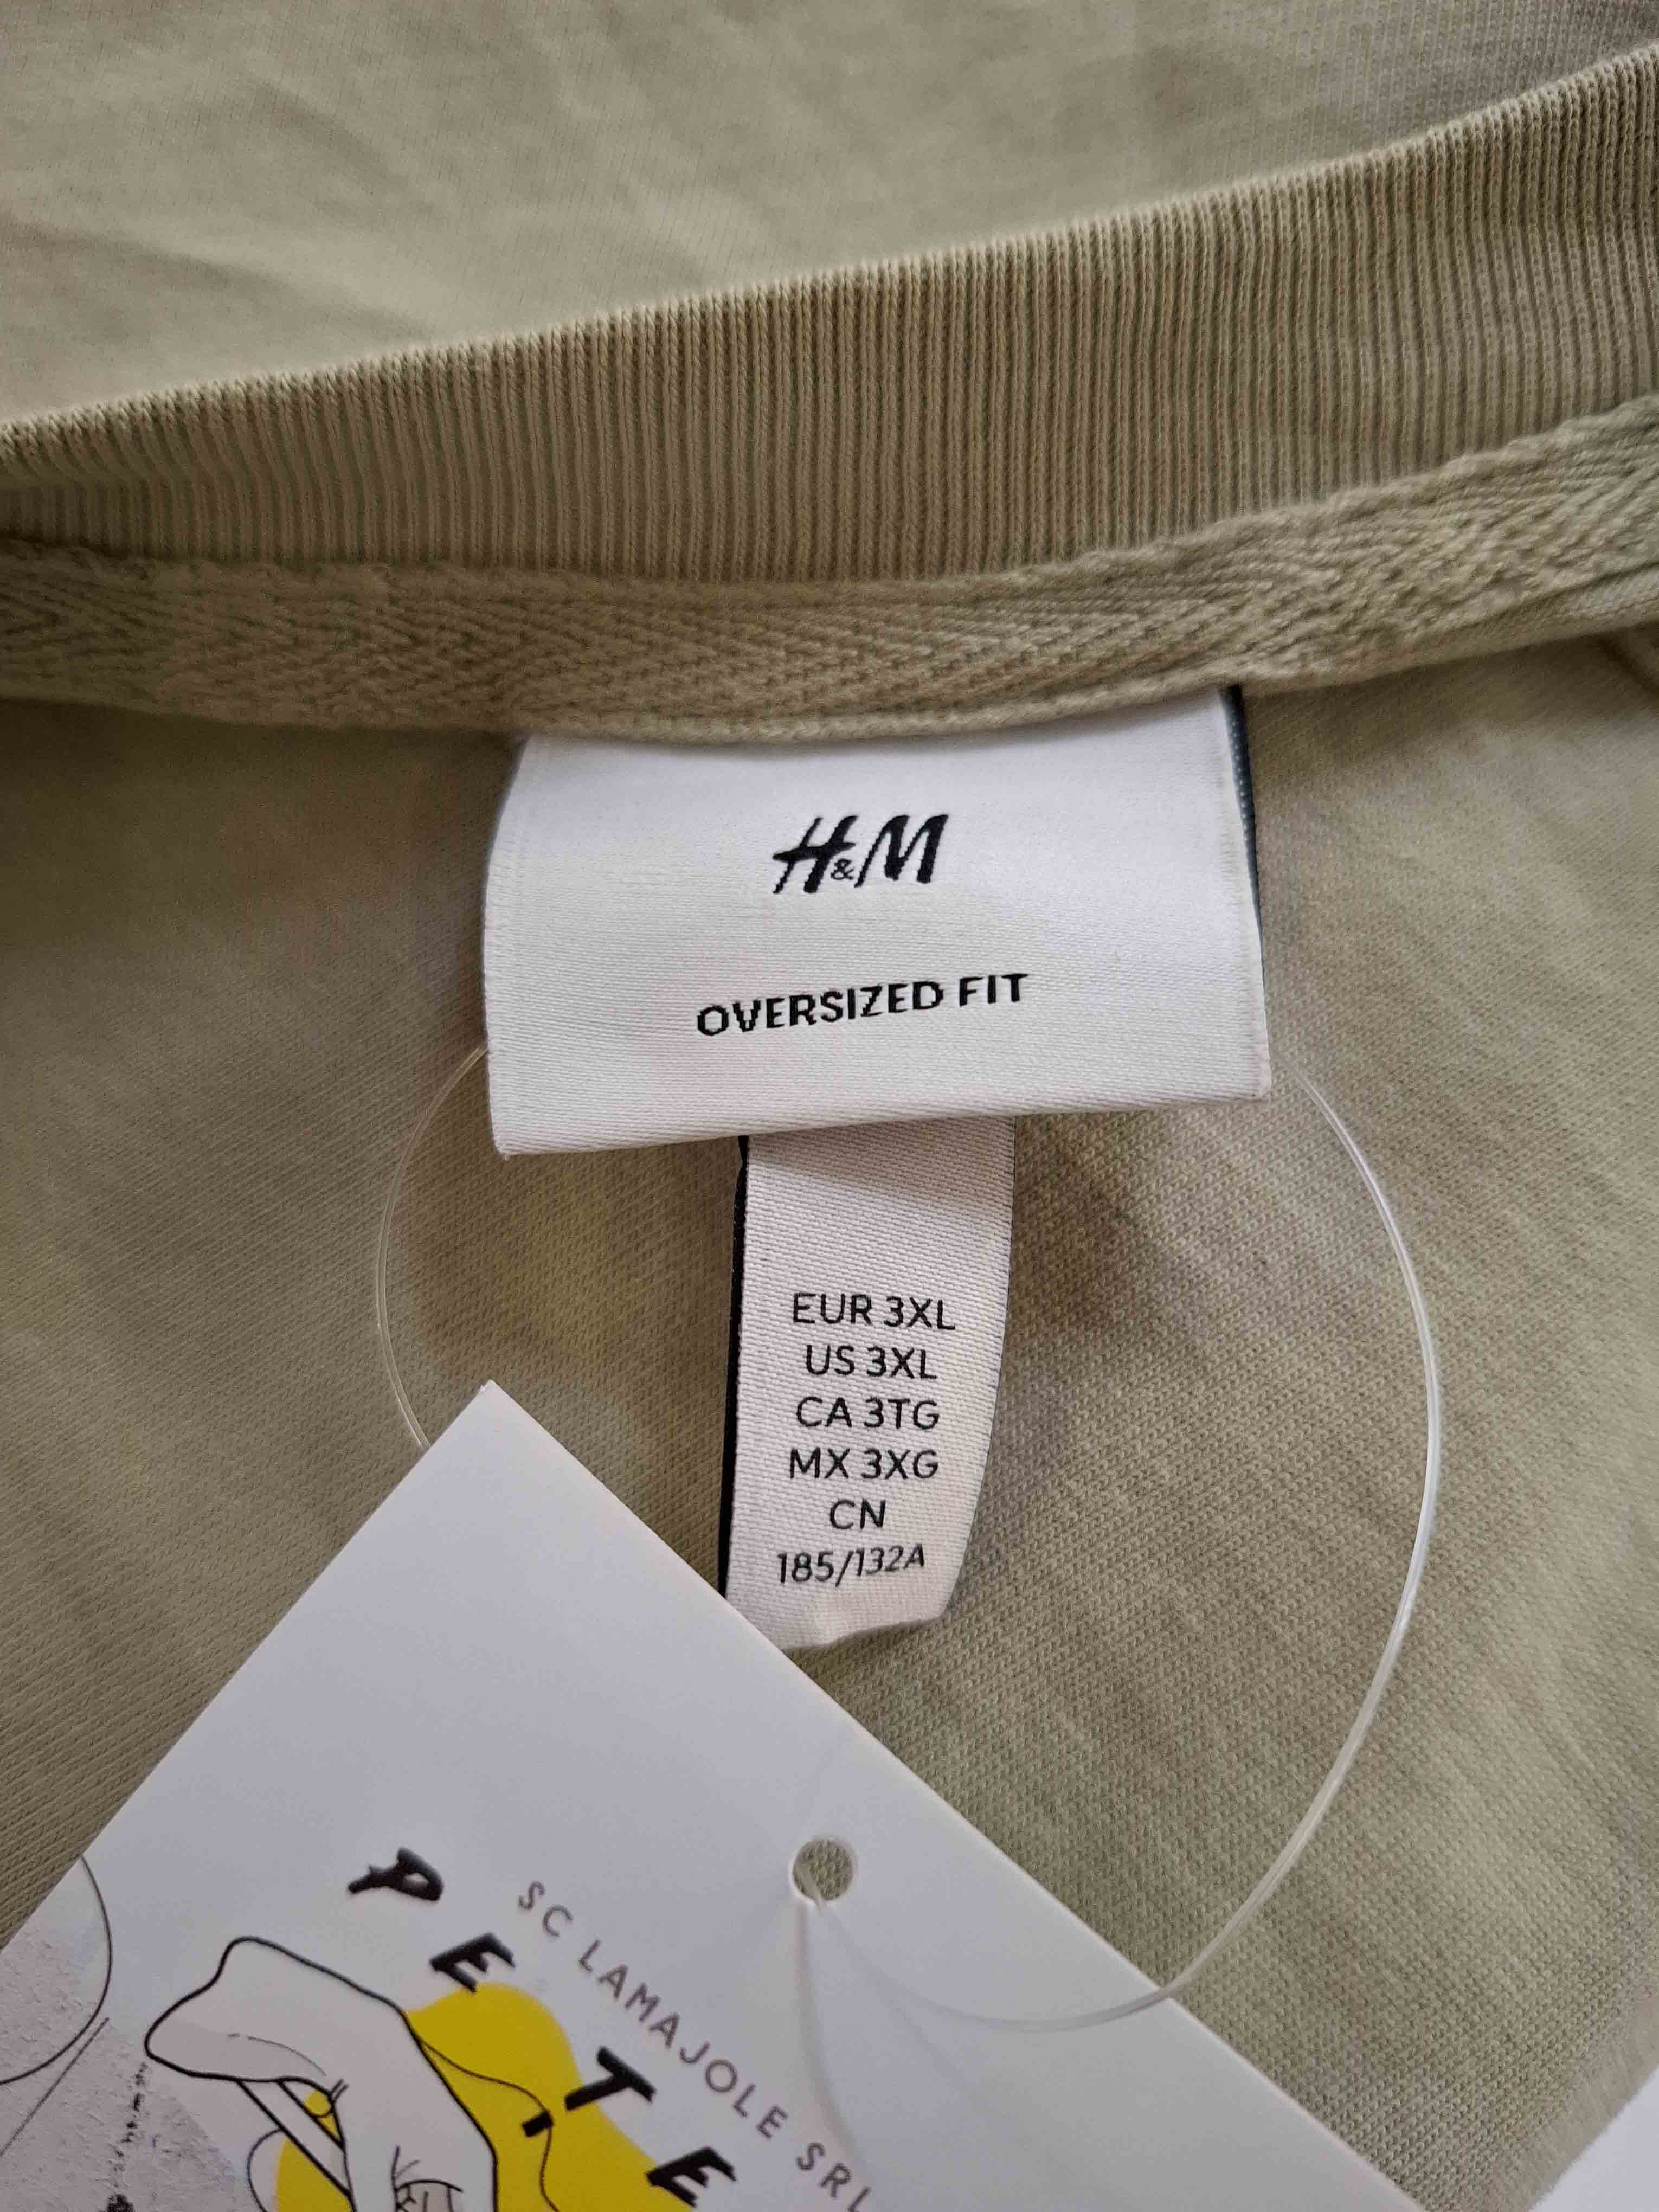 H&M
OVERSIZED FIT
EUR 3XL
US 3XL
CA 3TG
MX 3XG
CN
185/132A
SC LAMAJOLE SRL
PETE